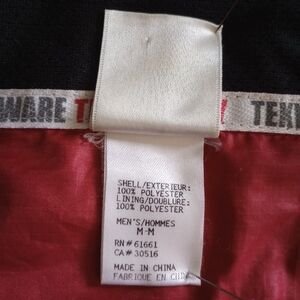 WARE T TEK
SHELL/EXTERIEUR:
100% POLYESTER
LINING/DOUBLURE:
100% POLYESTER
MEN'S/HOMMES
M-M
RN# 61661
CA# 30516
MADE IN CHINA
FABRIQUE EN CHINE